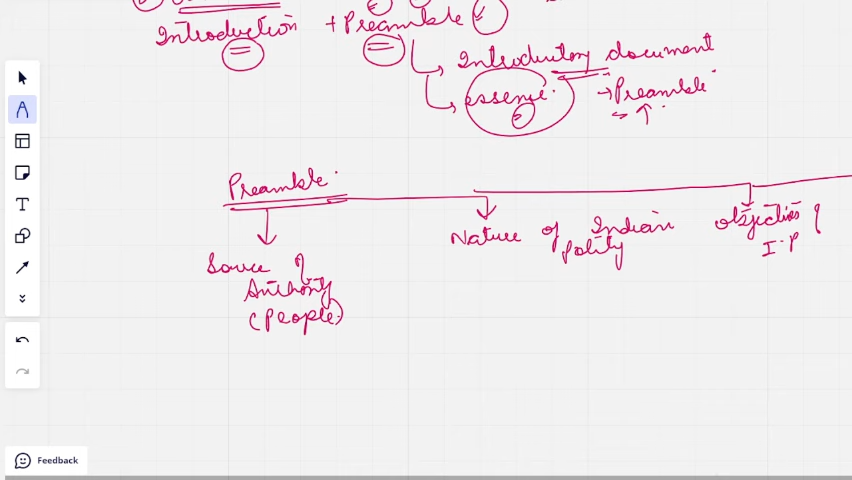 Introduction + Preamble
Introductory document
essence.
→ Preamble
Preamble.
Nature of Indian Polity
Objectives of
I.P
Source of
Authority
(People)
Feedback